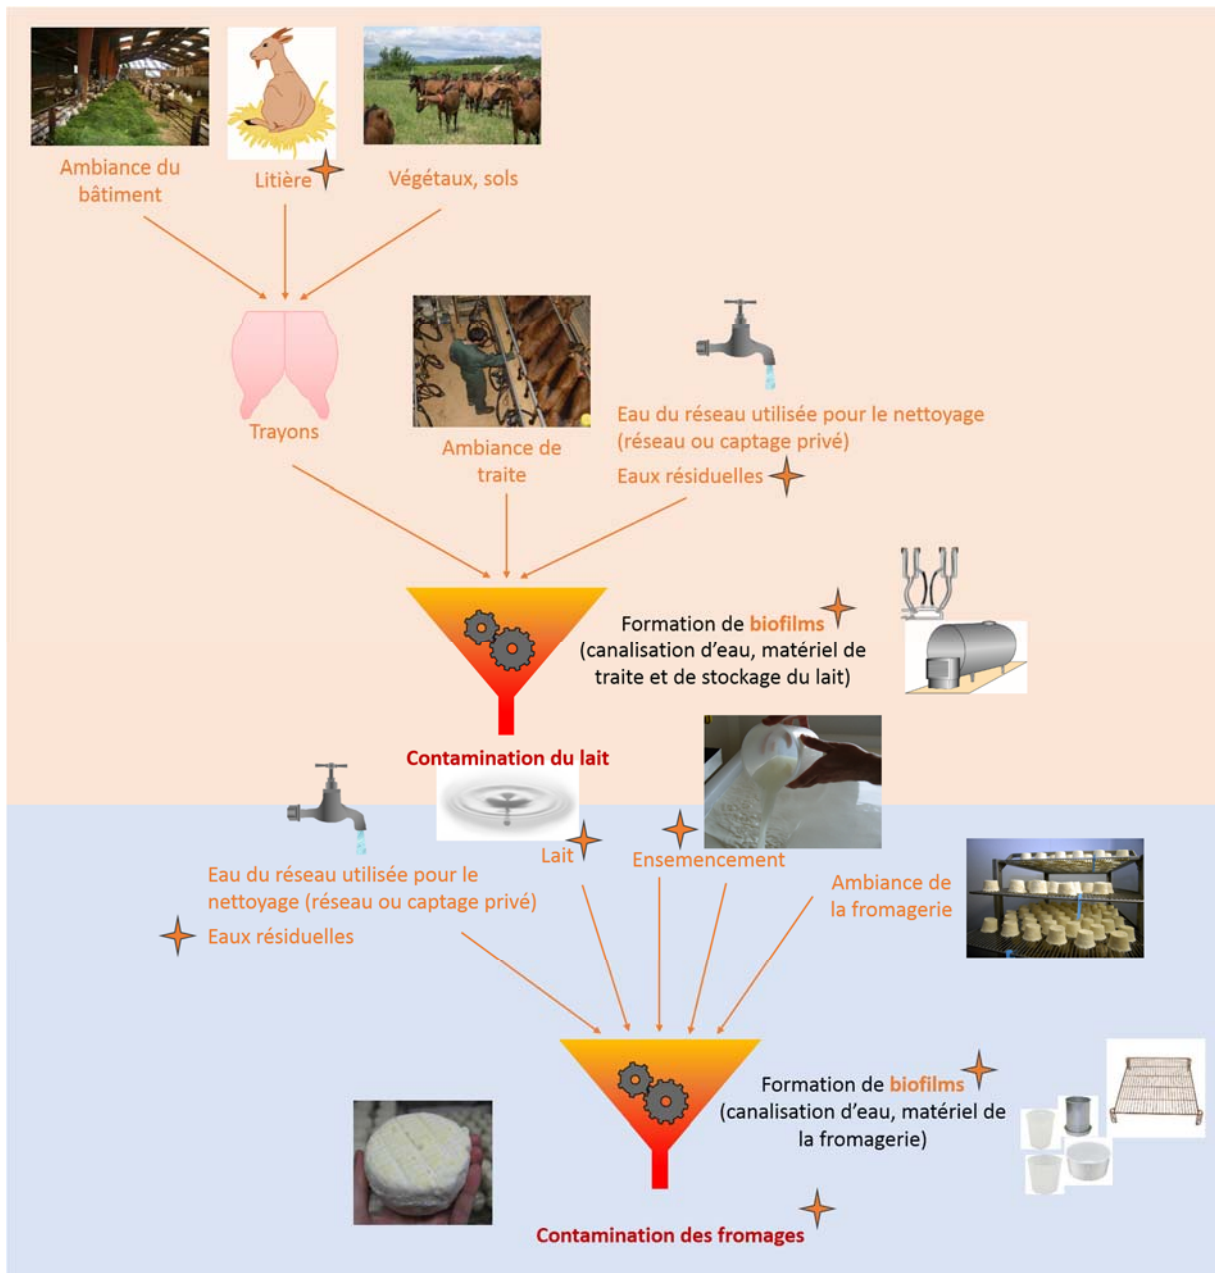 Ambiance du
bâtiment
Litière
Végétaux, sols
Trayons
Ambiance de
traite
Eau du réseau utilisée pour le nettoyage
(réseau ou captage privé)
Eaux résiduelles
Formation de biofilms
(canalisation d'eau, matériel de
traite et de stockage du lait)
Contamination du lait
Eau du réseau utilisée pour le
nettoyage (réseau ou captage privé)
Eaux résiduelles
Lait
Ensemencement
Ambiance de
la fromagerie
Formation de biofilms
(canalisation d'eau, matériel de
la fromagerie)
Contamination des fromages